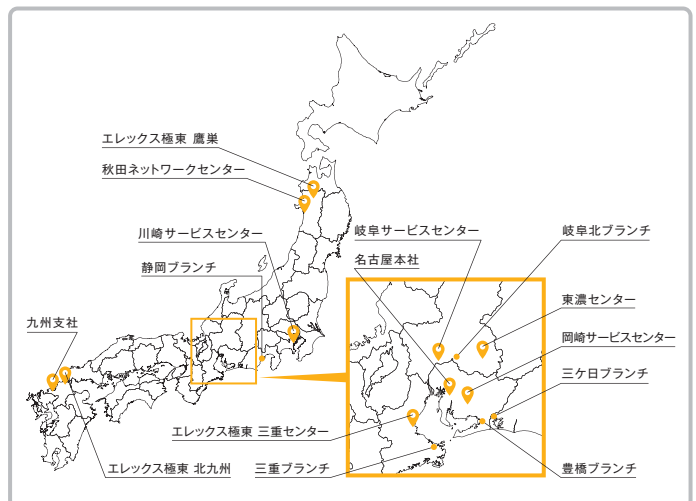 エレックス極東 鷹巣
秋田ネットワークセンター
川崎サービスセンター
静岡ブランチ
九州支社
岐阜サービスセンター
名古屋本社
岐阜北ブランチ
東濃センター
岡崎サービスセンター
三ケ日ブランチ
エレックス極東 三重センター
エレックス極東 北九州
三重ブランチ
豊橋ブランチ